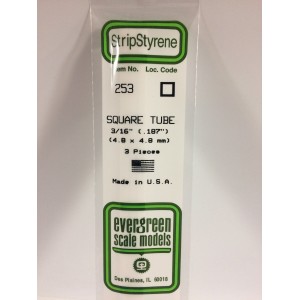 StripStyrene
Item No. Loc. Code
253
SQUARE TUBE
3/16" (.187")
(4.8 x 4.8 mm)
3 Pieces
Made in U.S.A.
evergreen
scale models
Des Plaines, IL 60018